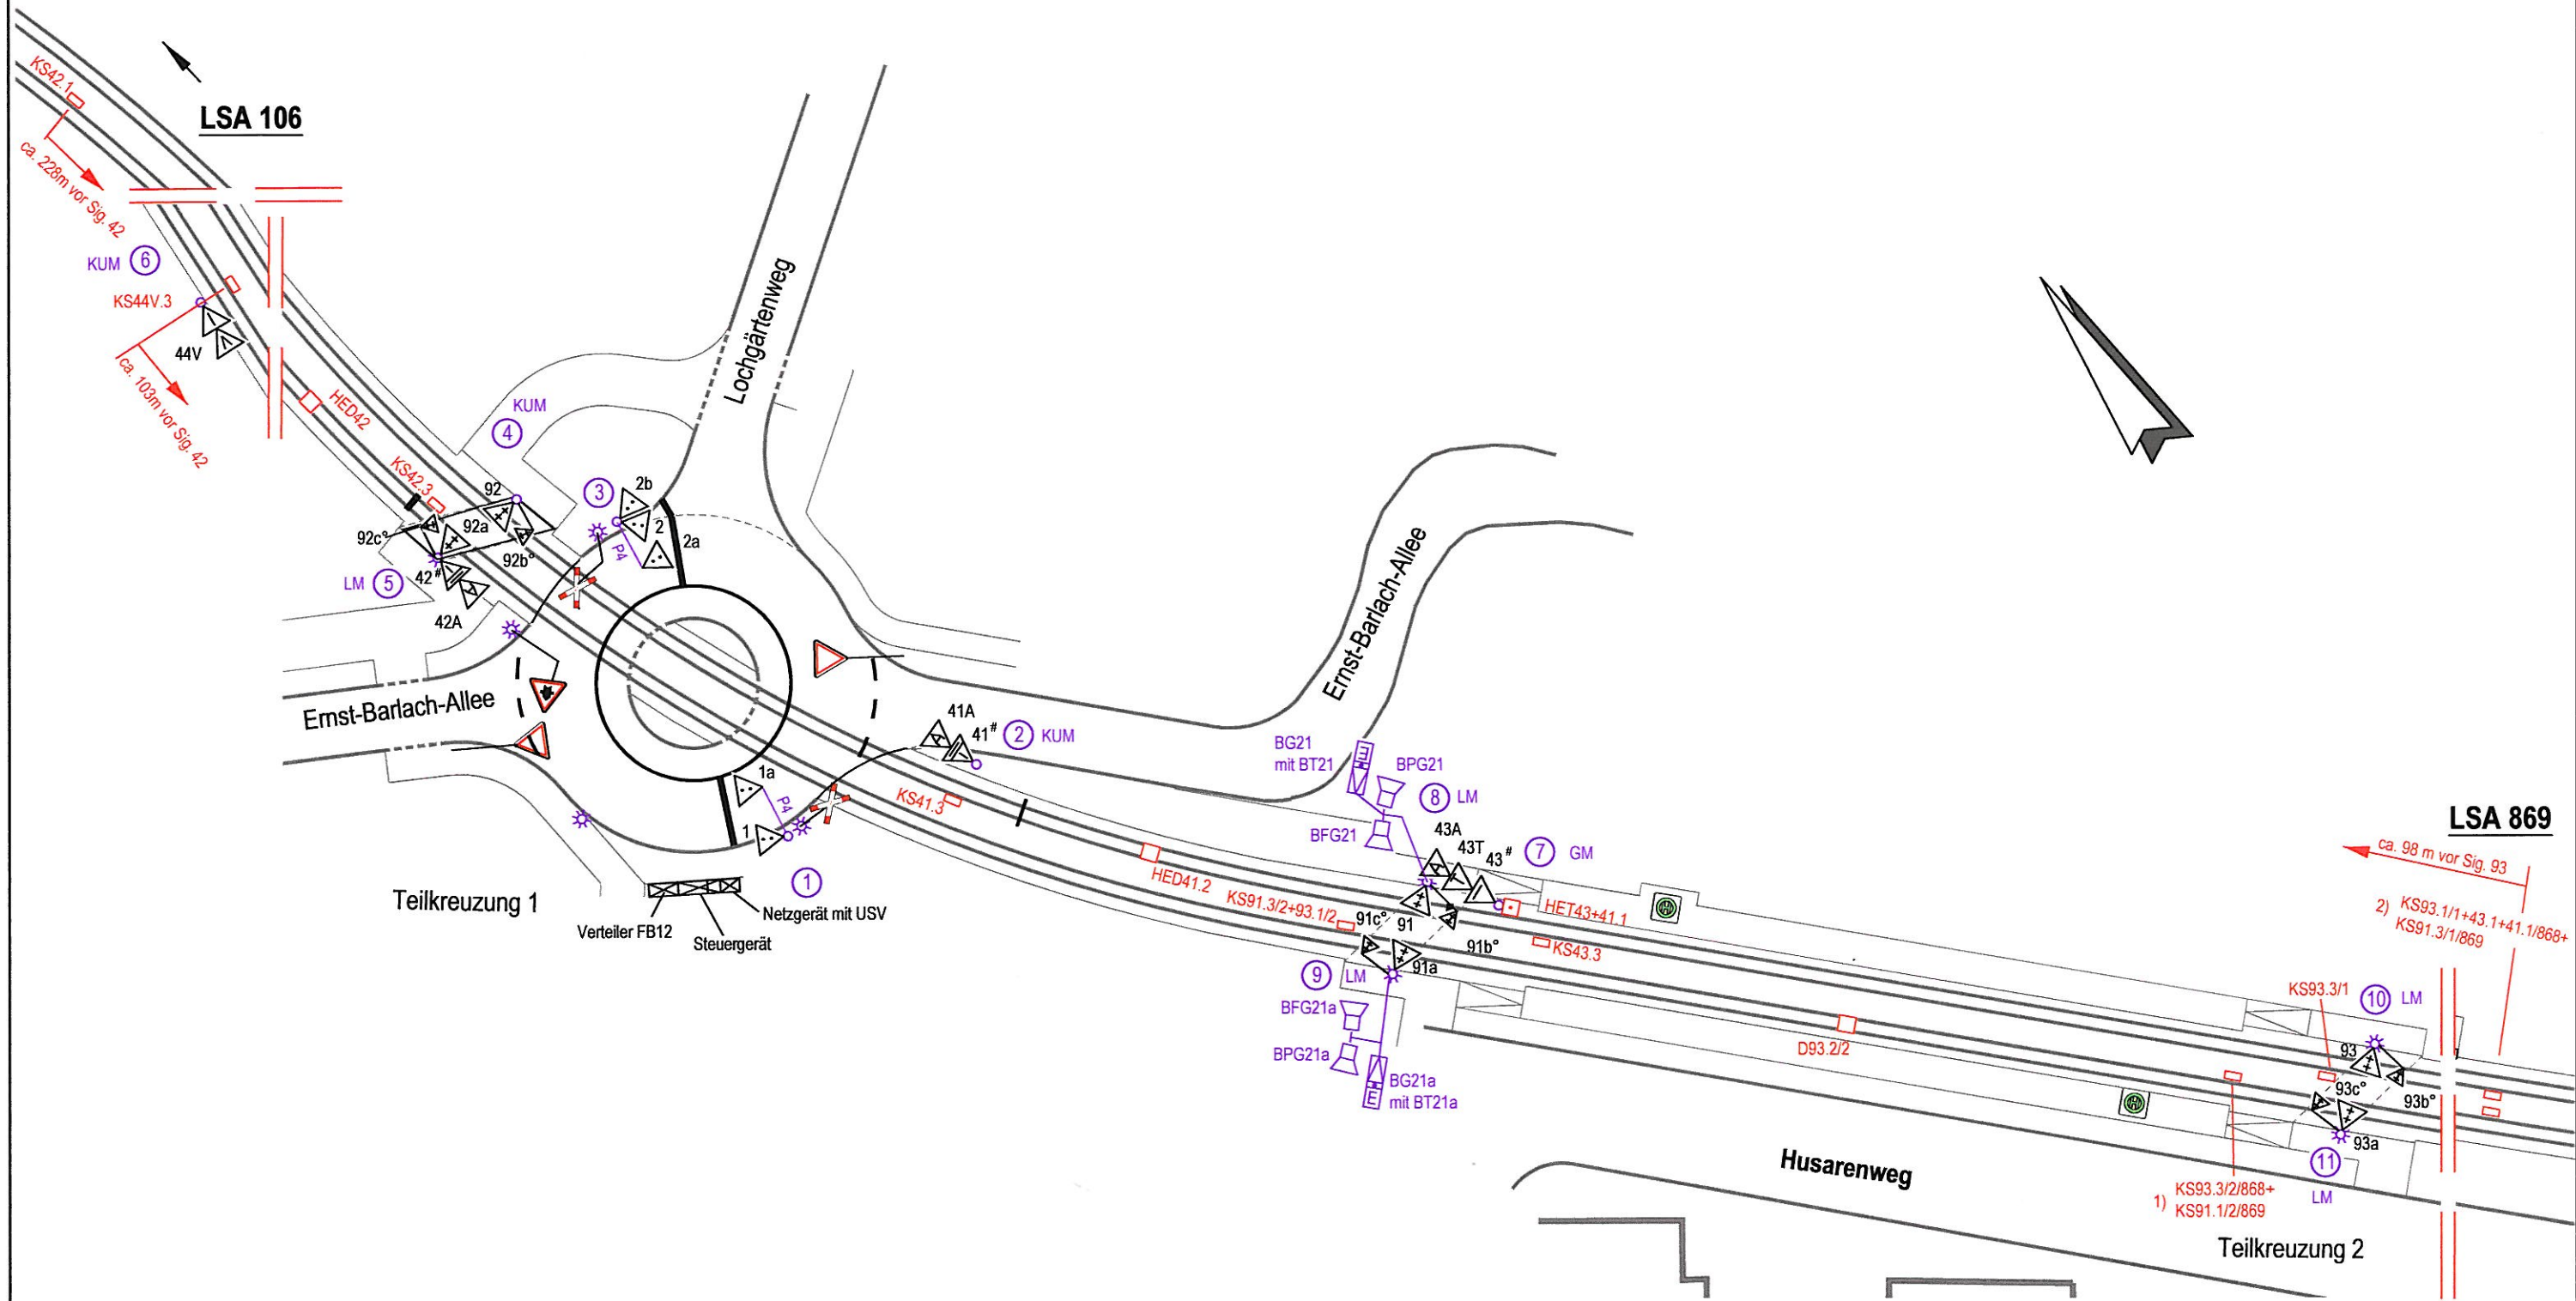 KS42.1
LSA 106
ca. 228m vor Sig. 42
KUM 6
KS44V.3
44V
ca. 103m vor Sig. 42
HED42
Lochgärtenweg
KUM
4
KS42.3
92
3
2b
2
2a
P4
92c°
92a
92b°
LM 5
42#
42A
Ernst-Barlach-Allee
Ernst-Barlach-Allee
41A
41# 2 KUM
1a
P4
1
KS41.3
1
Teilkreuzung 1
Verteiler FB12
Steuergerät
Netzgerät mit USV
BG21
mit BT21
BPG21
8 LM
BFG21
43A
43T
43#
7 GM
HED41.2
KS91.3/2+93.1/2
HET43+41.1
91c°
91
91b°
KS43.3
91a
9 LM
BFG21a
BPG21a
BG21a
mit BT21a
H
D93.2/2
H
Husarenweg
LSA 869
ca. 98 m vor Sig. 93
2) KS93.1/1+43.1+41.1/868+
KS91.3/1/869
KS93.3/1
10 LM
93
93c°
93b°
93a
11
LM
1) KS93.3/2/868+
KS91.1/2/869
Teilkreuzung 2